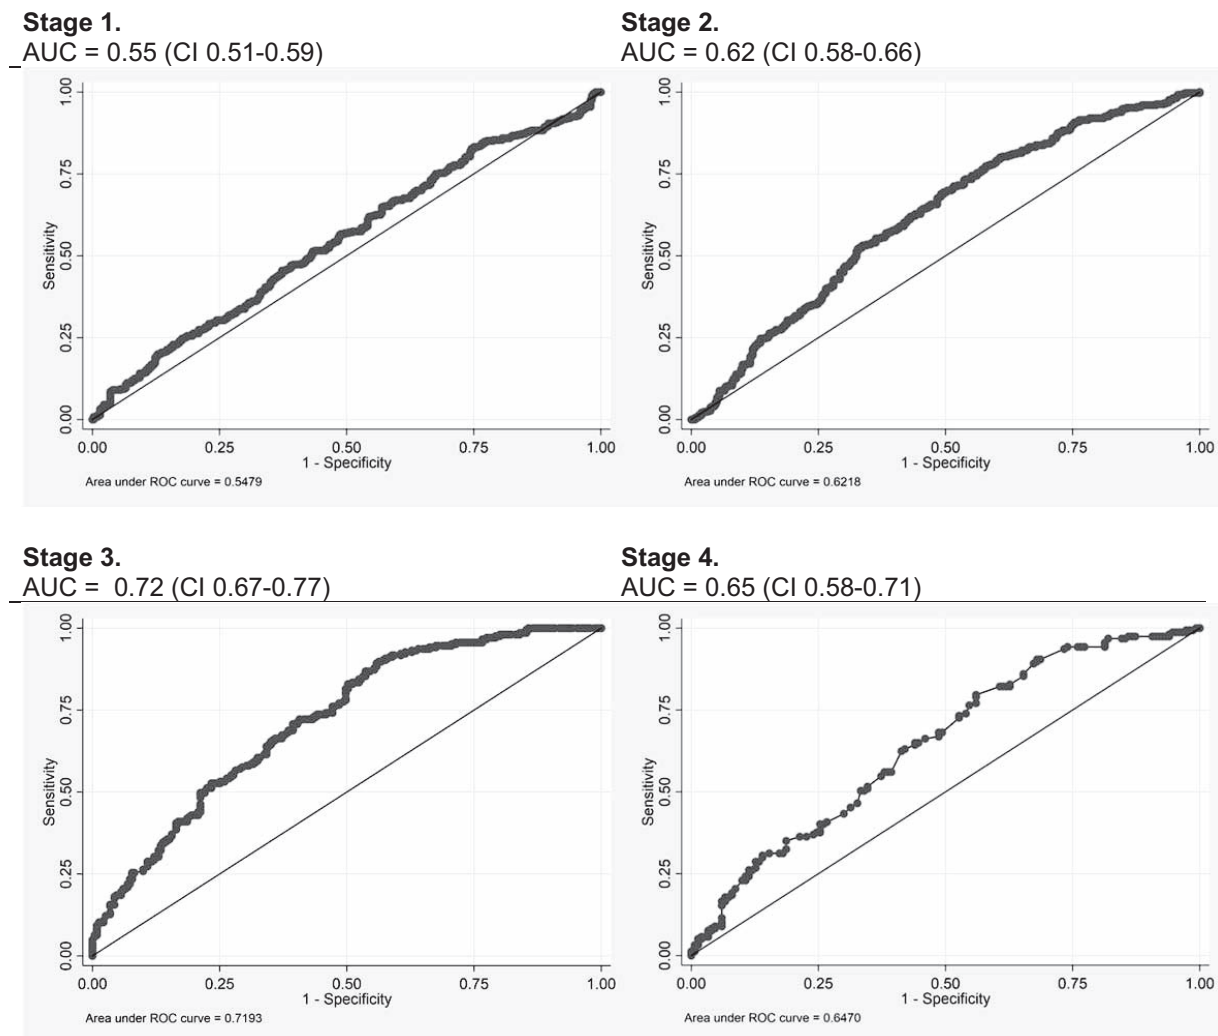 Stage 1.
AUC = 0.55 (CI 0.51-0.59)
1.00
0.75
0.50
0.25
0.00
Sensitivity
0.00 0.25 0.50 0.75 1.00
1 - Specificity
Area under ROC curve = 0.5479
Stage 2.
AUC = 0.62 (CI 0.58-0.66)
1.00
0.75
0.50
0.25
0.00
Sensitivity
0.00 0.25 0.50 0.75 1.00
1 - Specificity
Area under ROC curve = 0.6218
Stage 3.
AUC = 0.72 (CI 0.67-0.77)
1.00
0.75
0.50
0.25
0.00
Sensitivity
0.00 0.25 0.50 0.75 1.00
1 - Specificity
Area under ROC curve = 0.7193
Stage 4.
AUC = 0.65 (CI 0.58-0.71)
1.00
0.75
0.50
0.25
0.00
Sensitivity
0.00 0.25 0.50 0.75 1.00
1 - Specificity
Area under ROC curve = 0.6470